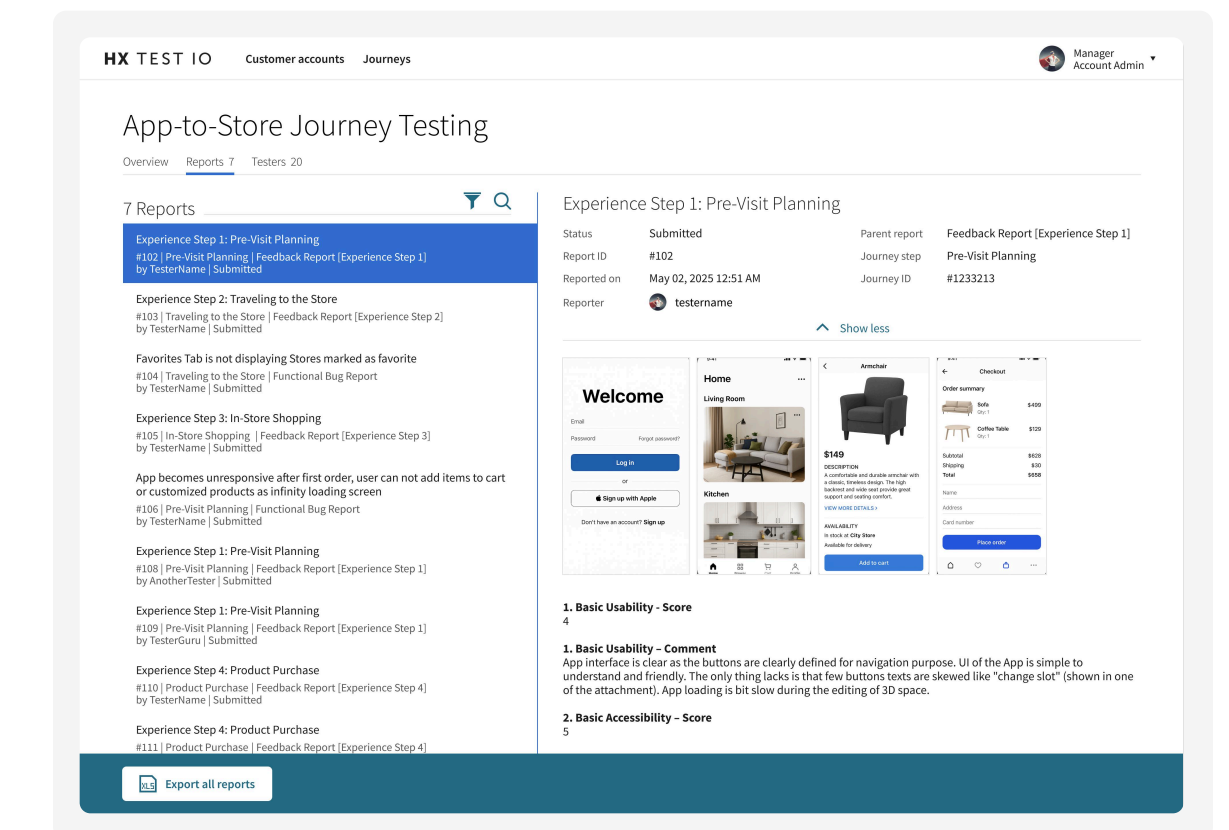 HX TEST IO
Customer accounts
Journeys
Manager
Account Admin
App-to-Store Journey Testing
Overview
Reports 7
Testers 20
7 Reports
Experience Step 1: Pre-Visit Planning
#102 | Pre-Visit Planning | Feedback Report [Experience Step 1]
by TesterName | Submitted
Experience Step 2: Traveling to the Store
#103 | Traveling to the Store | Feedback Report [Experience Step 2]
by TesterName | Submitted
Favorites Tab is not displaying Stores marked as favorite
#104 | Traveling to the Store | Functional Bug Report
by TesterName | Submitted
Experience Step 3: In-Store Shopping
#105 | In-Store Shopping | Feedback Report [Experience Step 3]
by TesterName | Submitted
App becomes unresponsive after first order, user can not add items to cart
or customized products as infinity loading screen
#106 | Pre-Visit Planning | Functional Bug Report
by TesterName | Submitted
Experience Step 1: Pre-Visit Planning
#108 | Pre-Visit Planning | Feedback Report [Experience Step 1]
by AnotherTester | Submitted
Experience Step 1: Pre-Visit Planning
#109 | Pre-Visit Planning | Feedback Report [Experience Step 1]
by TesterGuru | Submitted
Experience Step 4: Product Purchase
#110 | Product Purchase | Feedback Report [Experience Step 4]
by TesterName | Submitted
Experience Step 4: Product Purchase
#111 | Product Purchase | Feedback Report [Experience Step 4]
Experience Step 1: Pre-Visit Planning
Status Submitted
Parent report Feedback Report [Experience Step 1]
Report ID #102
Journey step Pre-Visit Planning
Reported on May 02, 2025 12:51 AM
Journey ID #1233213
Reporter testername
Show less
Welcome
Email
Password Forgot password?
Log in
or
Sign up with Apple
Don't have an account? Sign up
Home
Living Room
Kitchen
Armchair
$149
DESCRIPTION
A comfortable and durable armchair with
a classic, timeless design. The high
backrest and wide seat provide great
support and seating comfort.
VIEW MORE DETAILS >
AVAILABILITY
In stock at City Store
Available for delivery
Add to cart
Checkout
Order summary
Sofa $499
Qty: 1
Coffee Table $129
Qty: 1
Subtotal $628
Shipping $30
Total $658
Name
Address
Card number
Place order
1. Basic Usability - Score
4
1. Basic Usability – Comment
App interface is clear as the buttons are clearly defined for navigation purpose. UI of the App is simple to
understand and friendly. The only thing lacks is that few buttons texts are skewed like "change slot" (shown in one
of the attachment). App loading is bit slow during the editing of 3D space.
2. Basic Accessibility – Score
5
XLS
Export all reports